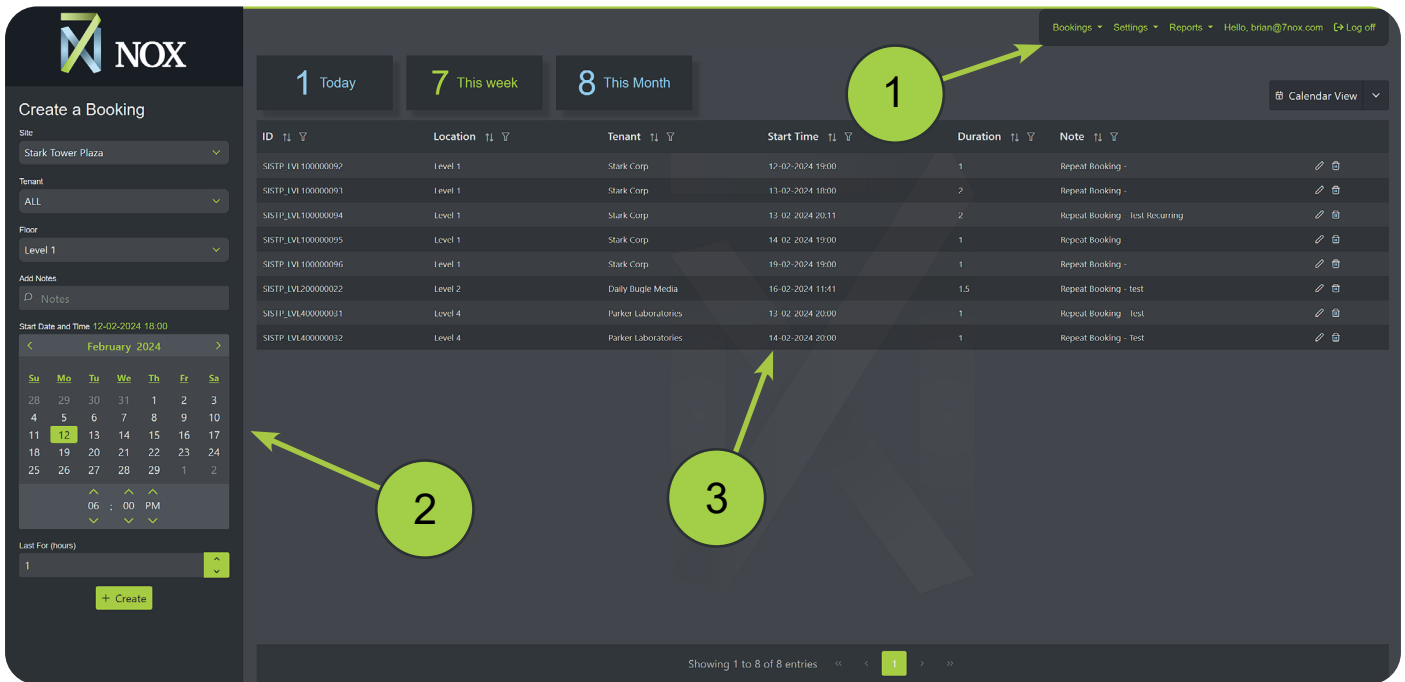 7
NOX
Bookings Settings Reports Hello, brian@7nox.com Log off
1 Today 7 This week 8 This Month
1
Calendar View
Create a Booking
Site
Stark Tower Plaza
Tenant
ALL
Floor
Level 1
Add Notes
Notes
Start Date and Time 12-02-2024 18:00
February 2024
Su Mo Tu We Th Fr Sa
28 29 30 31 1 2 3
4 5 6 7 8 9 10
11 12 13 14 15 16 17
18 19 20 21 22 23 24
25 26 27 28 29 1 2
06 : 00 PM
Last For (hours)
1
+ Create
2
ID Location Tenant Start Time Duration Note
SISTP_LVL100000092 Level 1 Stark Corp 12-02-2024 19:00 1 Repeat Booking -
SISTP_LVL100000093 Level 1 Stark Corp 13-02-2024 18:00 2 Repeat Booking -
SISTP_LVL100000094 Level 1 Stark Corp 13-02-2024 20:11 2 Repeat Booking - Test Recurring
SISTP_LVL100000095 Level 1 Stark Corp 14-02-2024 19:00 1 Repeat Booking
SISTP_LVL100000096 Level 1 Stark Corp 19-02-2024 19:00 1 Repeat Booking -
SISTP_LVL200000022 Level 2 Daily Bugle Media 16-02-2024 11:41 1.5 Repeat Booking - test
SISTP_LVL400000031 Level 4 Parker Laboratories 13-02-2024 20:00 1 Repeat Booking - Test
SISTP_LVL400000032 Level 4 Parker Laboratories 14-02-2024 20:00 1 Repeat Booking - Test
3
Showing 1 to 8 of 8 entries « ‹ 1 › »